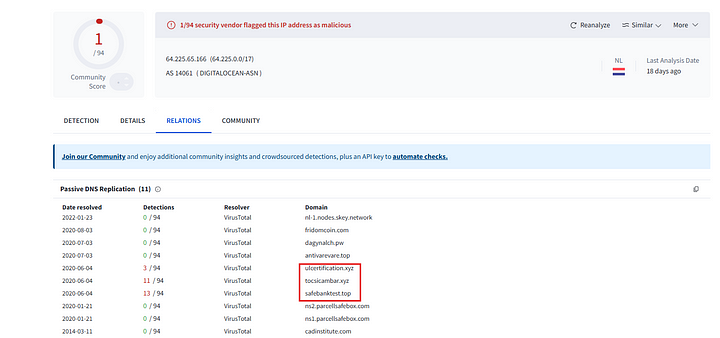 1
/ 94
Community
Score
1/94 security vendor flagged this IP address as malicious
Reanalyze
Similar
More
64.225.65.166 (64.225.0.0/17)
AS 14061 ( DIGITALOCEAN-ASN )
NL
Last Analysis Date
18 days ago
DETECTION
DETAILS
RELATIONS
COMMUNITY
Join our Community and enjoy additional community insights and crowdsourced detections, plus an API key to automate checks.
Passive DNS Replication (11)
Date resolved Detections Resolver Domain
2022-01-23 0 / 94 VirusTotal nl-1.nodes.skey.network
2020-08-03 0 / 94 VirusTotal fridomcoin.com
2020-07-03 0 / 94 VirusTotal dagynalch.pw
2020-07-03 0 / 94 VirusTotal antivarevare.top
2020-06-04 3 / 94 VirusTotal ulcertification.xyz
2020-06-04 11 / 94 VirusTotal tocsicambar.xyz
2020-06-04 13 / 94 VirusTotal safebanktest.top
2020-01-21 0 / 94 VirusTotal ns2.parcellsafebox.com
2020-01-21 0 / 94 VirusTotal ns1.parcellsafebox.com
2014-03-11 0 / 94 VirusTotal cadinstitute.com